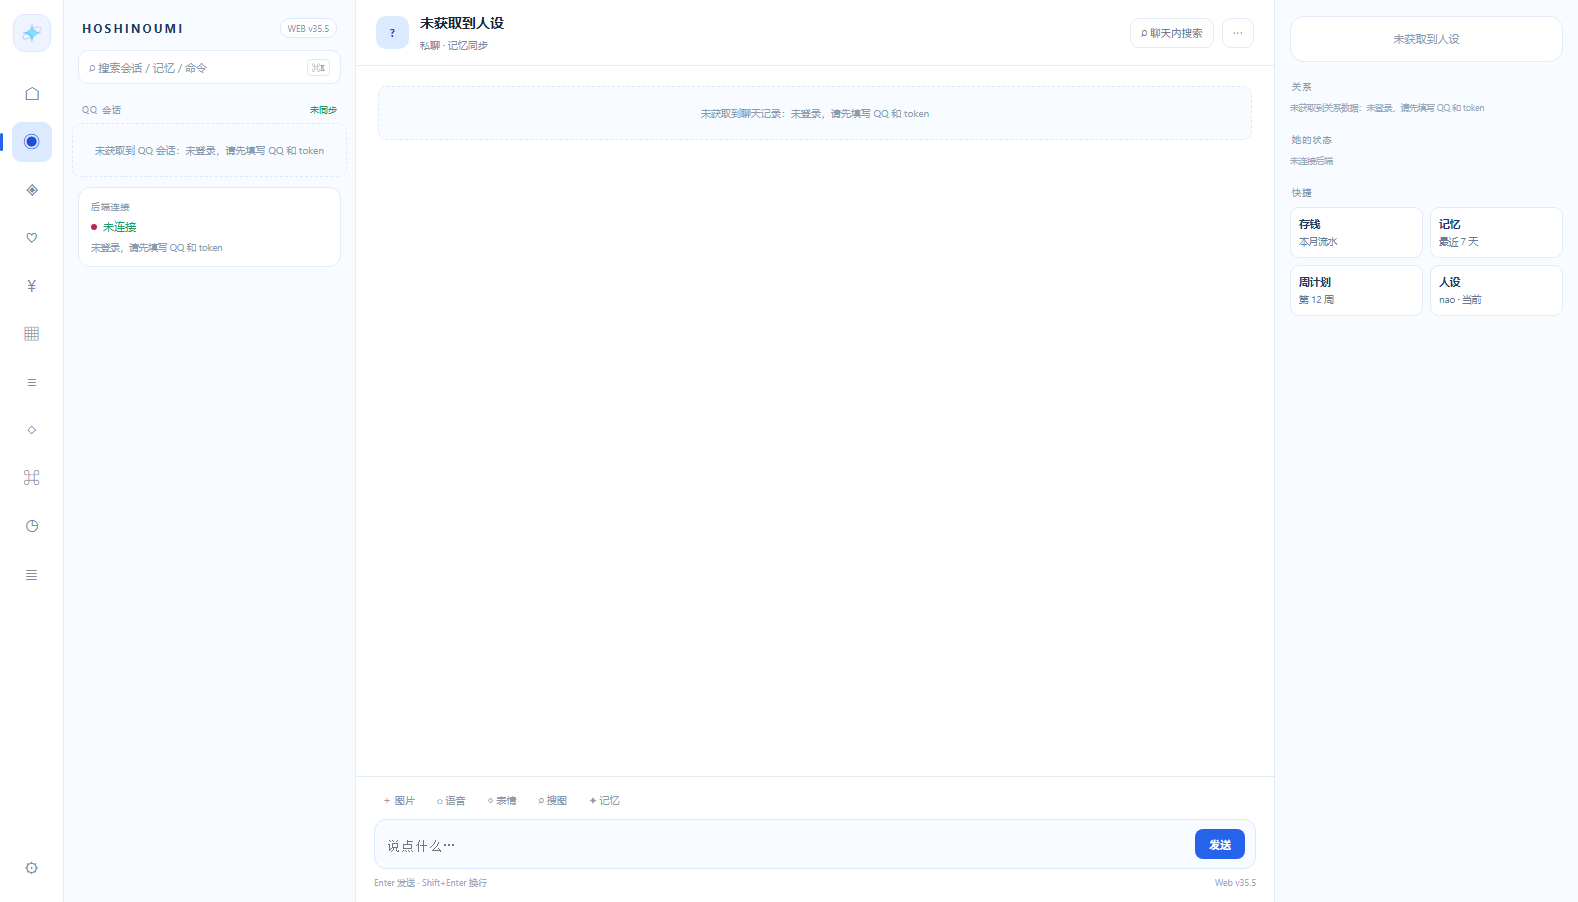 HOSHINOUMI
WEB v35.5
搜索会话 / 记忆 / 命令
⌘K
QQ 会话
未同步
未获取到 QQ 会话：未登录，请先填写 QQ 和 token
后端连接
未连接
未登录，请先填写 QQ 和 token
?
未获取到人设
私聊 · 记忆同步
聊天内搜索
···
未获取到聊天记录：未登录，请先填写 QQ 和 token
+ 图片
语音
表情
搜图
记忆
说点什么…
发送
Enter 发送 · Shift+Enter 换行
Web v35.5
未获取到人设
关系
未获取到关系数据：未登录，请先填写 QQ 和 token
她的状态
未连接后端
快捷
存钱
本月流水
记忆
最近 7 天
周计划
第 12 周
人设
nao · 当前
¥